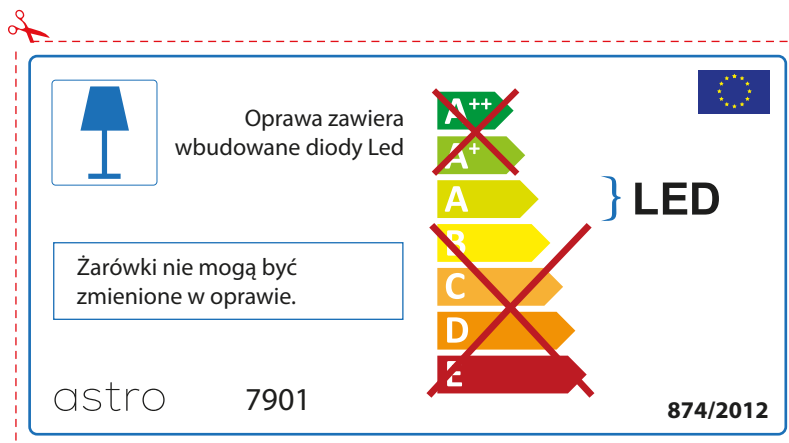 Oprawa zawiera
wbudowane diody Led
A++
A+
A
B
C
D
E
LED
Żarówki nie mogą być
zmienione w oprawie.
astro 7901
874/2012